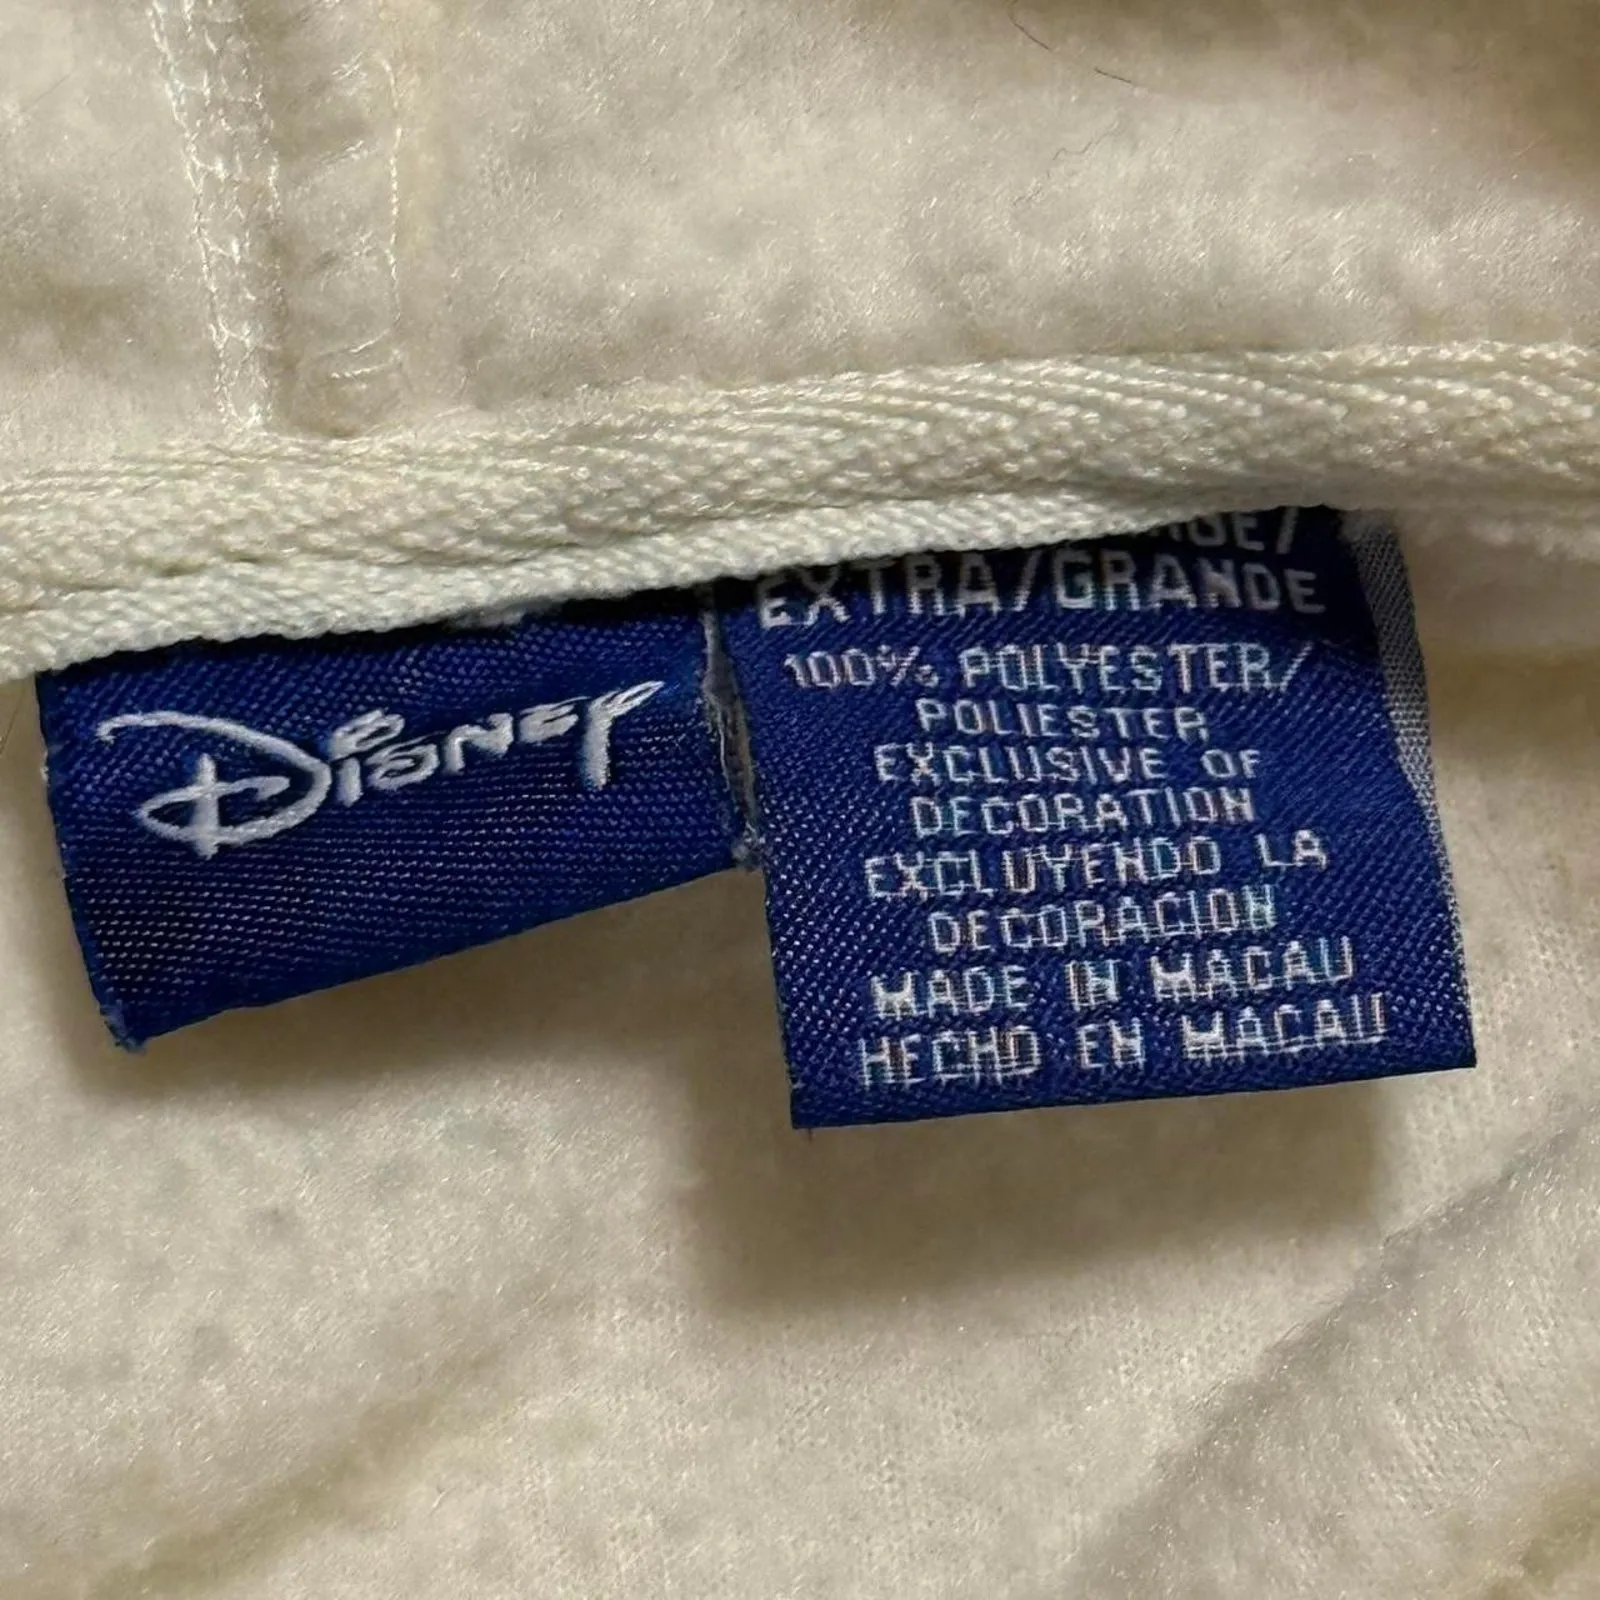 Disney
EXTRA/GRANDE
100% POLYESTER/
POLIESTER
EXCLUSIVE OF
DECORATION
EXCLUYENDO LA
DECORACION
MADE IN MACAU
HECHO EN MACAU